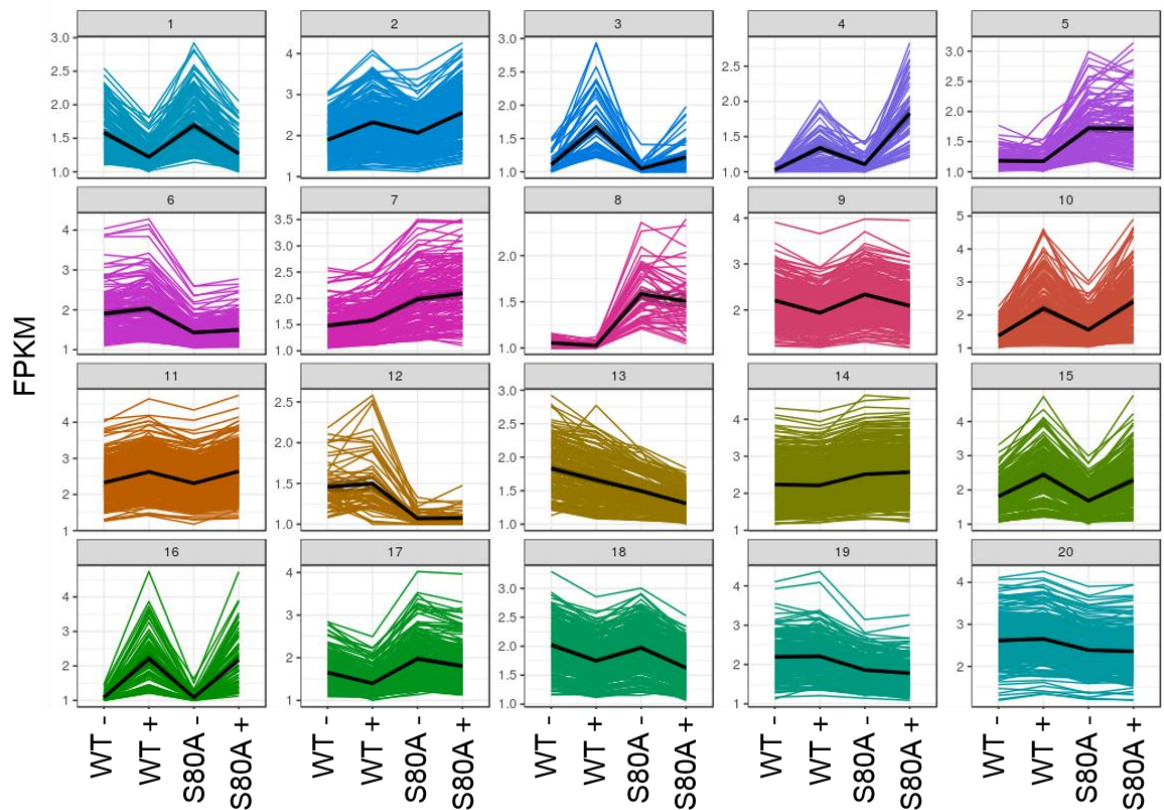 1 2 3 4 5
3.0 2.5 2.0 1.5 1.0
4 3 2 1
3.0 2.5 2.0 1.5 1.0
2.5 2.0 1.5 1.0
3.0 2.5 2.0 1.5 1.0
6 7 8 9 10
4 3 2 1
3.5 3.0 2.5 2.0 1.5 1.0
2.0 1.5 1.0
4 3 2
5 4 3 2 1
FPKM
11 12 13 14 15
4 3 2 1
2.5 2.0 1.5 1.0
3.0 2.5 2.0 1.5 1.0
4 3 2 1
4 3 2 1
16 17 18 19 20
4 3 2 1
4 3 2 1
3.0 2.5 2.0 1.5 1.0
4 3 2 1
4 3 2
WT - WT + S80A - S80A +
WT - WT + S80A - S80A +
WT - WT + S80A - S80A +
WT - WT + S80A - S80A +
WT - WT + S80A - S80A +